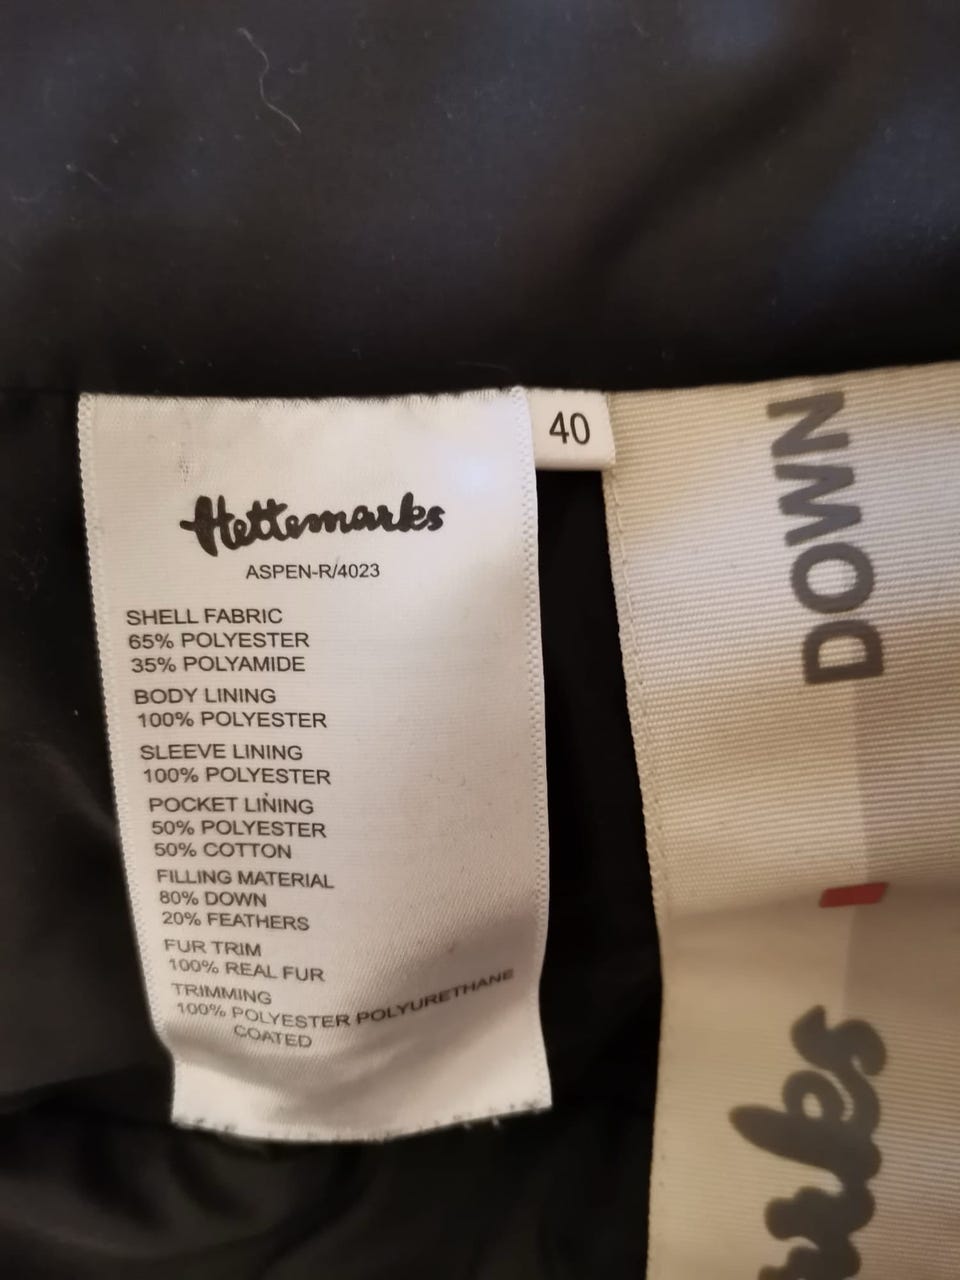 40
Hettemarks
ASPEN-R/4023
SHELL FABRIC
65% POLYESTER
35% POLYAMIDE
BODY LINING
100% POLYESTER
SLEEVE LINING
100% POLYESTER
POCKET LINING
50% POLYESTER
50% COTTON
FILLING MATERIAL
80% DOWN
20% FEATHERS
FUR TRIM
100% REAL FUR
TRIMMING
100% POLYESTER POLYURETHANE
COATED
DOWN